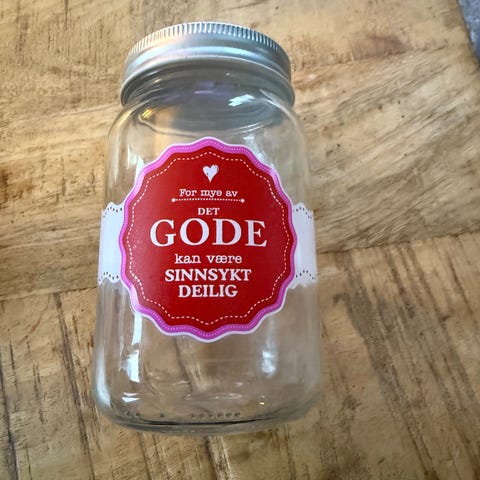 For mye av
DET
GODE
kan være
SINNSYKT
DEILIG